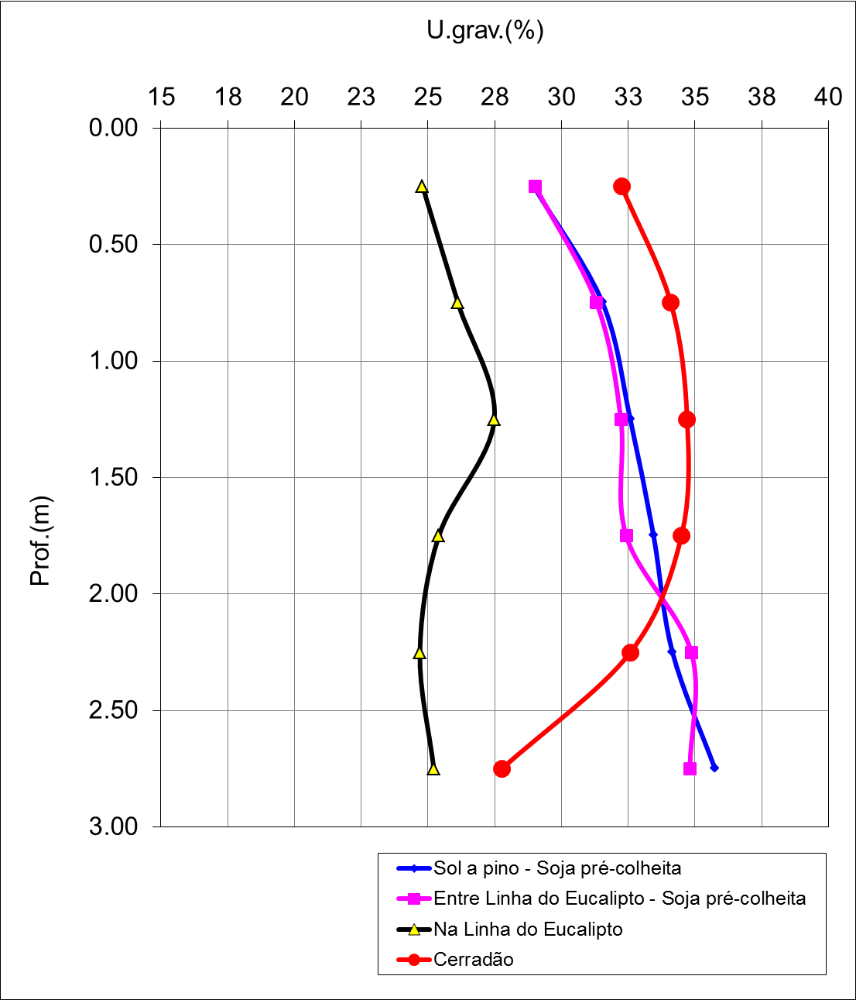 U.grav.(%)
15 18 20 23 25 28 30 33 35 38 40
0.00
0.50
1.00
1.50
Prof.(m)
2.00
2.50
3.00
Sol a pino - Soja pré-colheita
Entre Linha do Eucalipto - Soja pré-colheita
Na Linha do Eucalipto
Cerradão